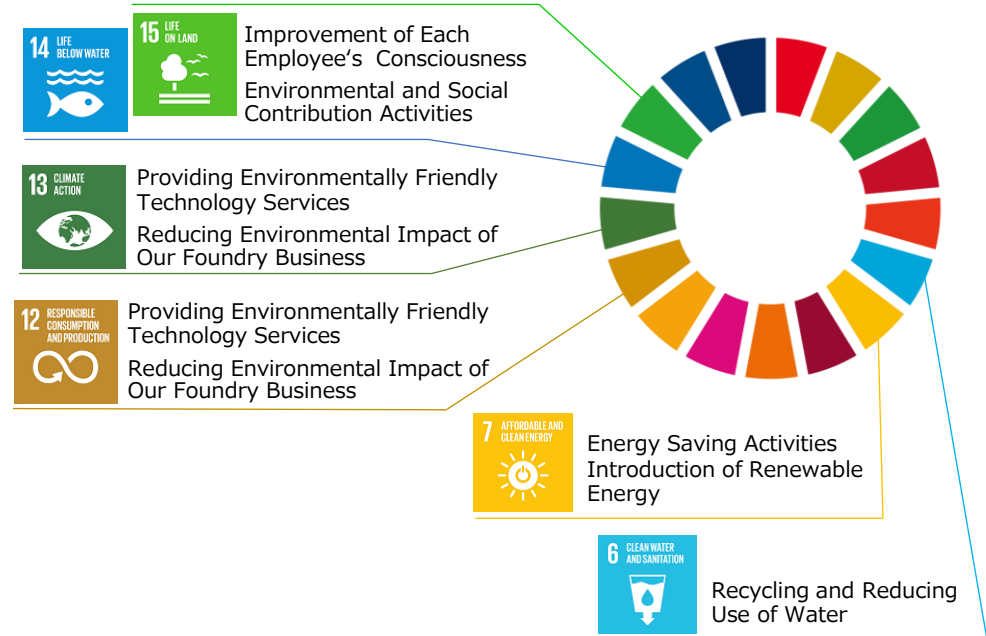 14 LIFE
BELOW WATER
15 LIFE
ON LAND
Improvement of Each
Employee‘s Consciousness
Environmental and Social
Contribution Activities
13 CLIMATE
ACTION
Providing Environmentally Friendly
Technology Services
Reducing Environmental Impact of
Our Foundry Business
12 RESPONSIBLE
CONSUMPTION
AND PRODUCTION
Providing Environmentally Friendly
Technology Services
Reducing Environmental Impact of
Our Foundry Business
7 AFFORDABLE AND
CLEAN ENERGY
Energy Saving Activities
Introduction of Renewable
Energy
6 CLEAN WATER
AND SANITATION
Recycling and Reducing
Use of Water